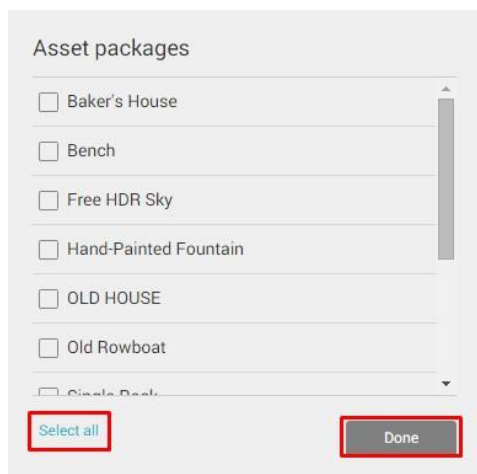 Asset packages
Baker's House
Bench
Free HDR Sky
Hand-Painted Fountain
OLD HOUSE
Old Rowboat
Select all
Done